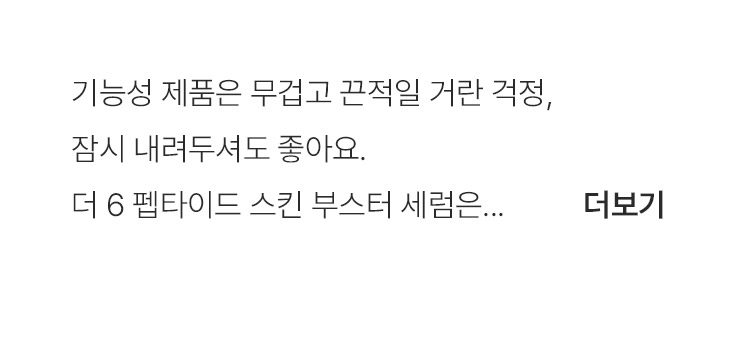 기능성 제품은 무겁고 끈적일 거란 걱정,
잠시 내려두셔도 좋아요.
더 6 펩타이드 스킨 부스터 세럼은... 더보기